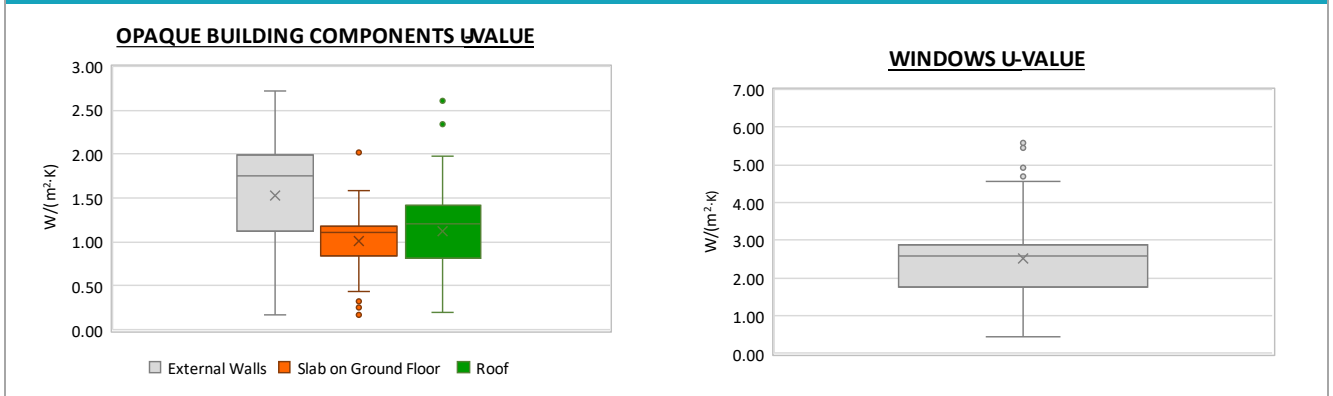 OPAQUE BUILDING COMPONENTS U-VALUE
3.00
2.50
2.00
1.50
1.00
0.50
0.00
W/(m²·K)
External Walls
Slab on Ground Floor
Roof
WINDOWS U-VALUE
7.00
6.00
5.00
4.00
3.00
2.00
1.00
0.00
W/(m²·K)